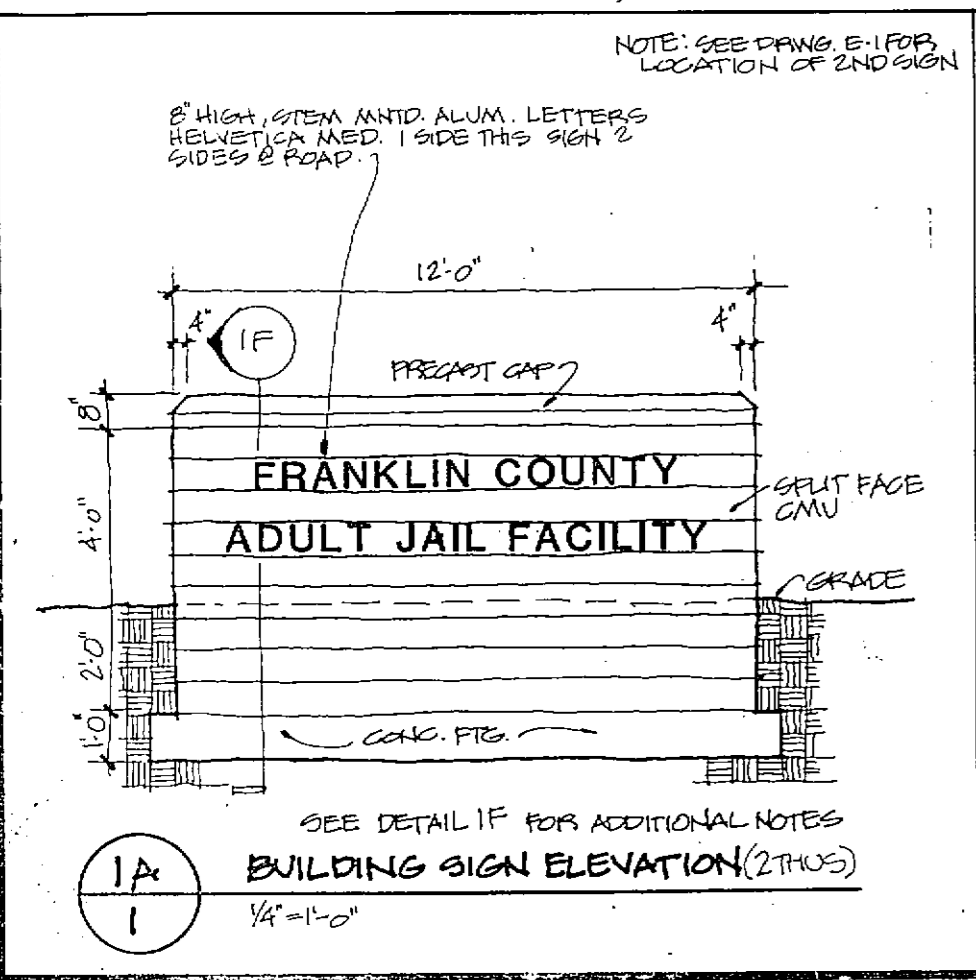 NOTE: SEE DRWG. E-1 FOR
LOCATION OF 2ND SIGN
8" HIGH, STEM MNTD. ALUM. LETTERS
HELVETICA MED. 1 SIDE THIS SIGN 2
SIDES @ ROAD.
12'-0"
4"
1F
4"
PRECAST CAP
8"
FRANKLIN COUNTY
SPLIT FACE
CMU
4'-0"
ADULT JAIL FACILITY
GRADE
2'-0"
1'-0"
CONC. FTG.
SEE DETAIL 1F FOR ADDITIONAL NOTES
1A
1
BUILDING SIGN ELEVATION (2 THUS)
1/4" = 1'-0"